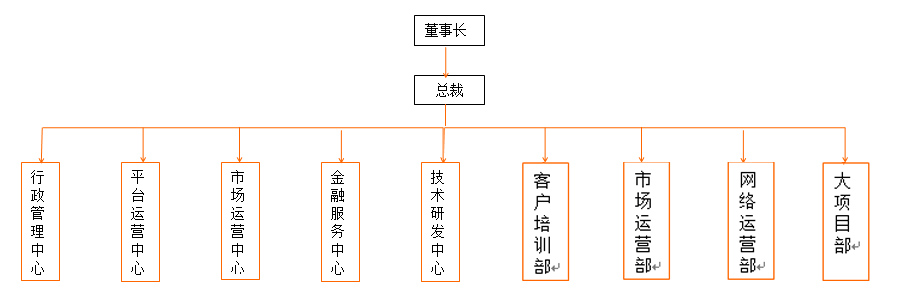 董事长
总裁
行政管理中心
平台运营中心
市场运营中心
金融服务中心
技术研发中心
客户培训部
市场运营部
网络运营部
大项目部